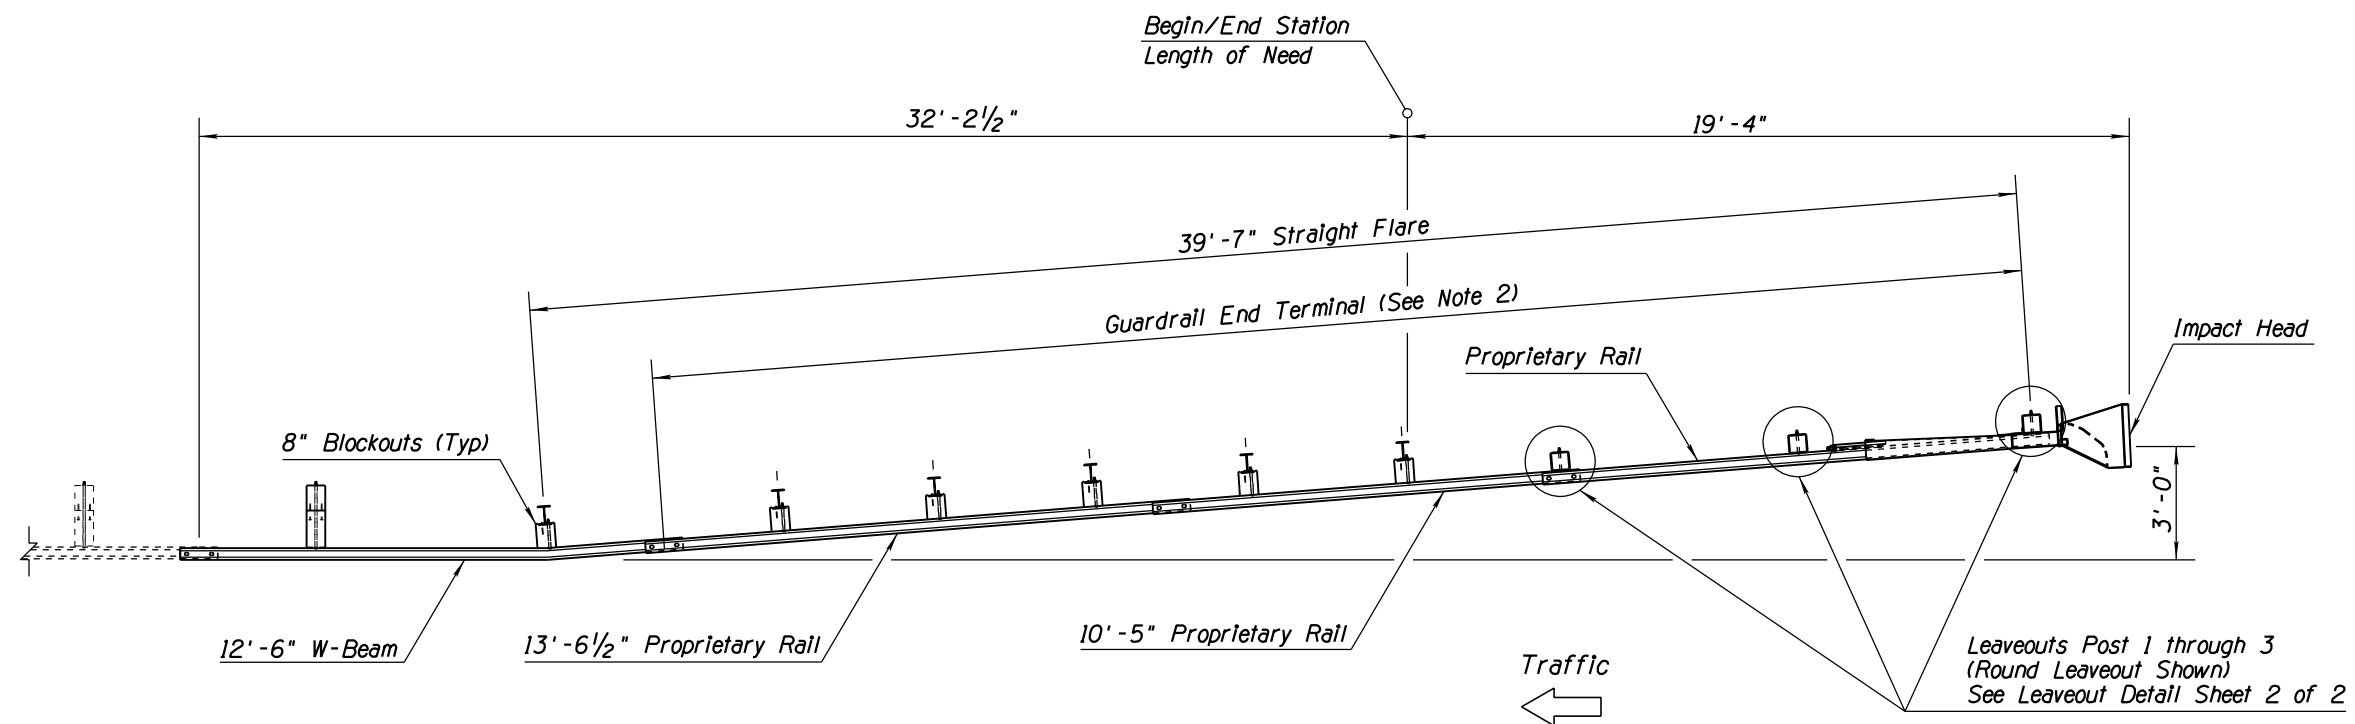 Begin/End Station
Length of Need
32'-2½"
19'-4"
39'-7" Straight Flare
Guardrail End Terminal (See Note 2)
Impact Head
Proprietary Rail
8" Blockouts (Typ)
3'-0"
12'-6" W-Beam
13'-6½" Proprietary Rail
10'-5" Proprietary Rail
Traffic
Leaveouts Post 1 through 3
(Round Leaveout Shown)
See Leaveout Detail Sheet 2 of 2